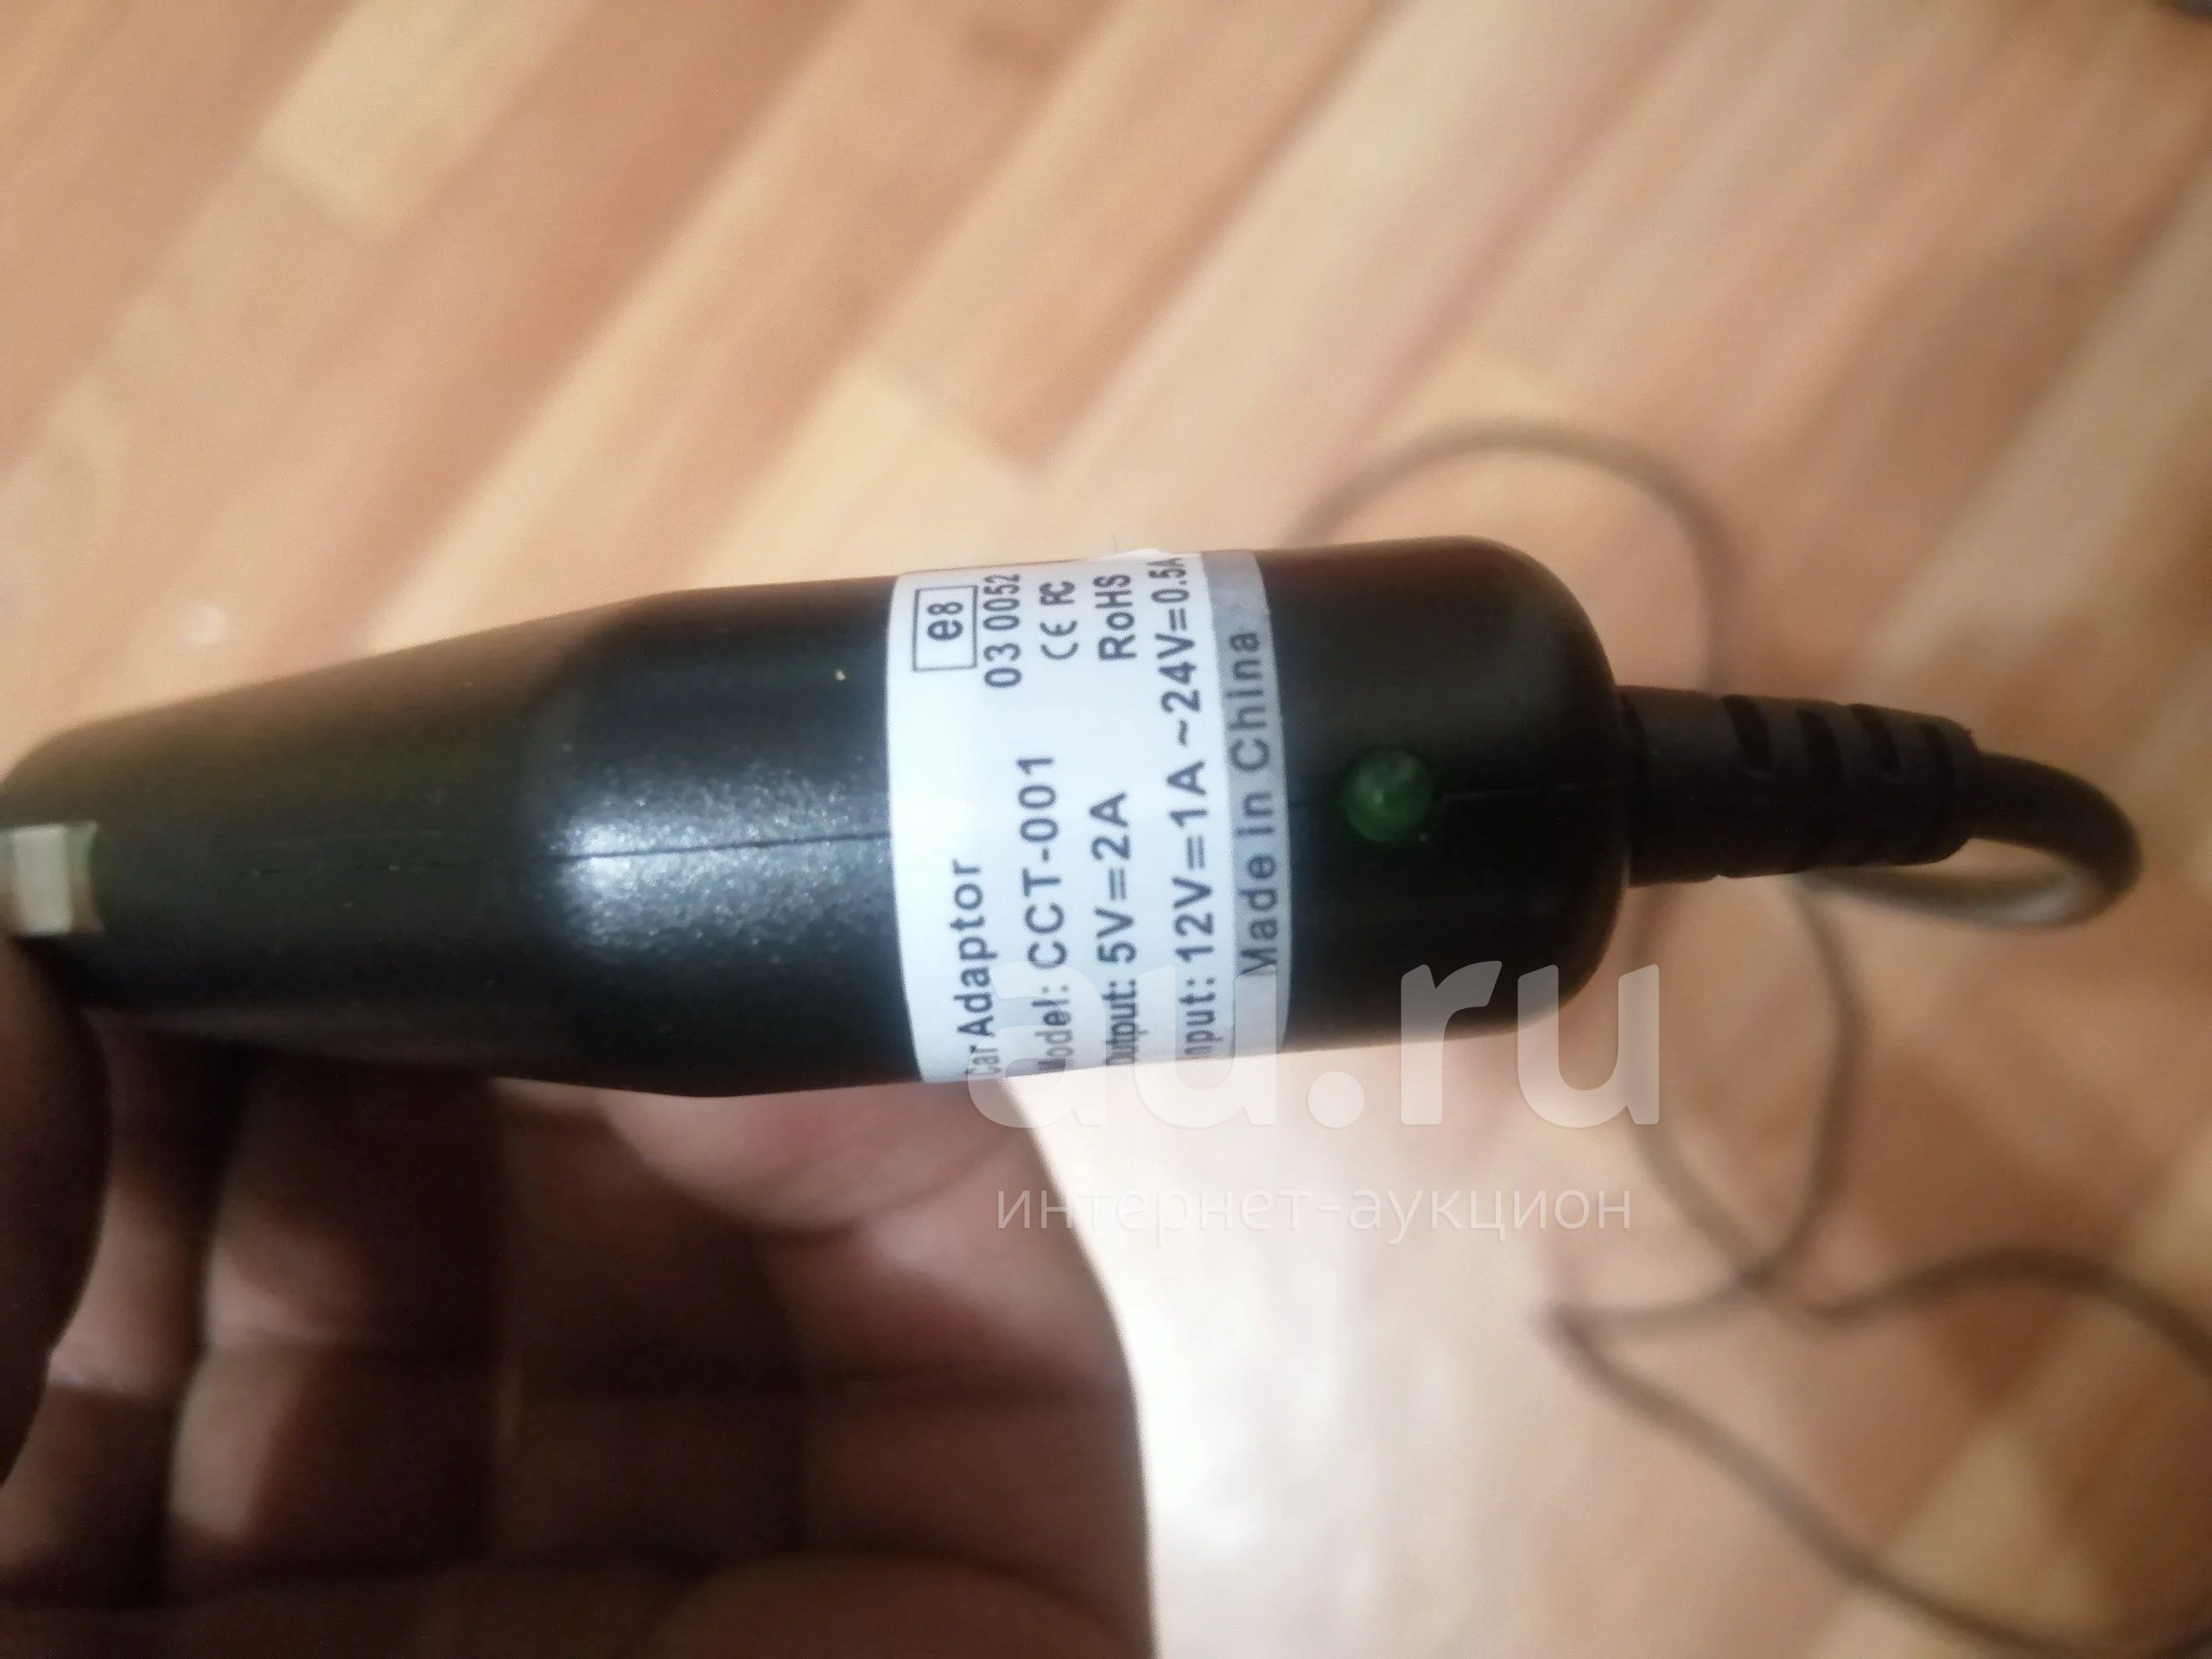 Car Adaptor
Model: CCT-001
Output: 5V=2A
Input: 12V=1A ~24V=0.5A
Made in China
e8
03 0052
CE FC
RoHS
au.ru
интернет-аукцион